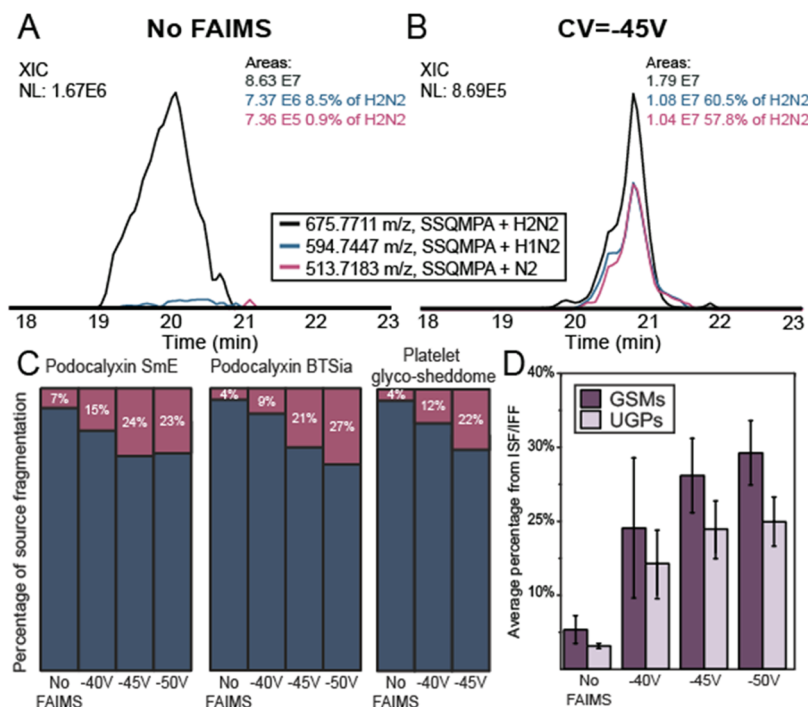 A
No FAIMS
XIC
NL: 1.67E6
Areas:
8.63 E7
7.37 E6 8.5% of H2N2
7.36 E5 0.9% of H2N2
18 19 20 21 22 23
Time (min)
B
CV=-45V
XIC
NL: 8.69E5
Areas:
1.79 E7
1.08 E7 60.5% of H2N2
1.04 E7 57.8% of H2N2
18 19 20 21 22 23
Time (min)
675.7711 m/z, SSQMPA + H2N2
594.7447 m/z, SSQMPA + H1N2
513.7183 m/z, SSQMPA + N2
C
Percentage of source fragmentation
Podocalyxin SmE
7% 15% 24% 23%
No FAIMS -40V -45V -50V
Podocalyxin BTSia
4% 9% 21% 27%
No FAIMS -40V -45V -50V
Platelet
glyco-sheddome
4% 12% 22%
No FAIMS -40V -45V
D
Average percentage from ISF/IFF
40%
30%
25%
10%
GSMs
UGPs
No FAIMS -40V -45V -50V